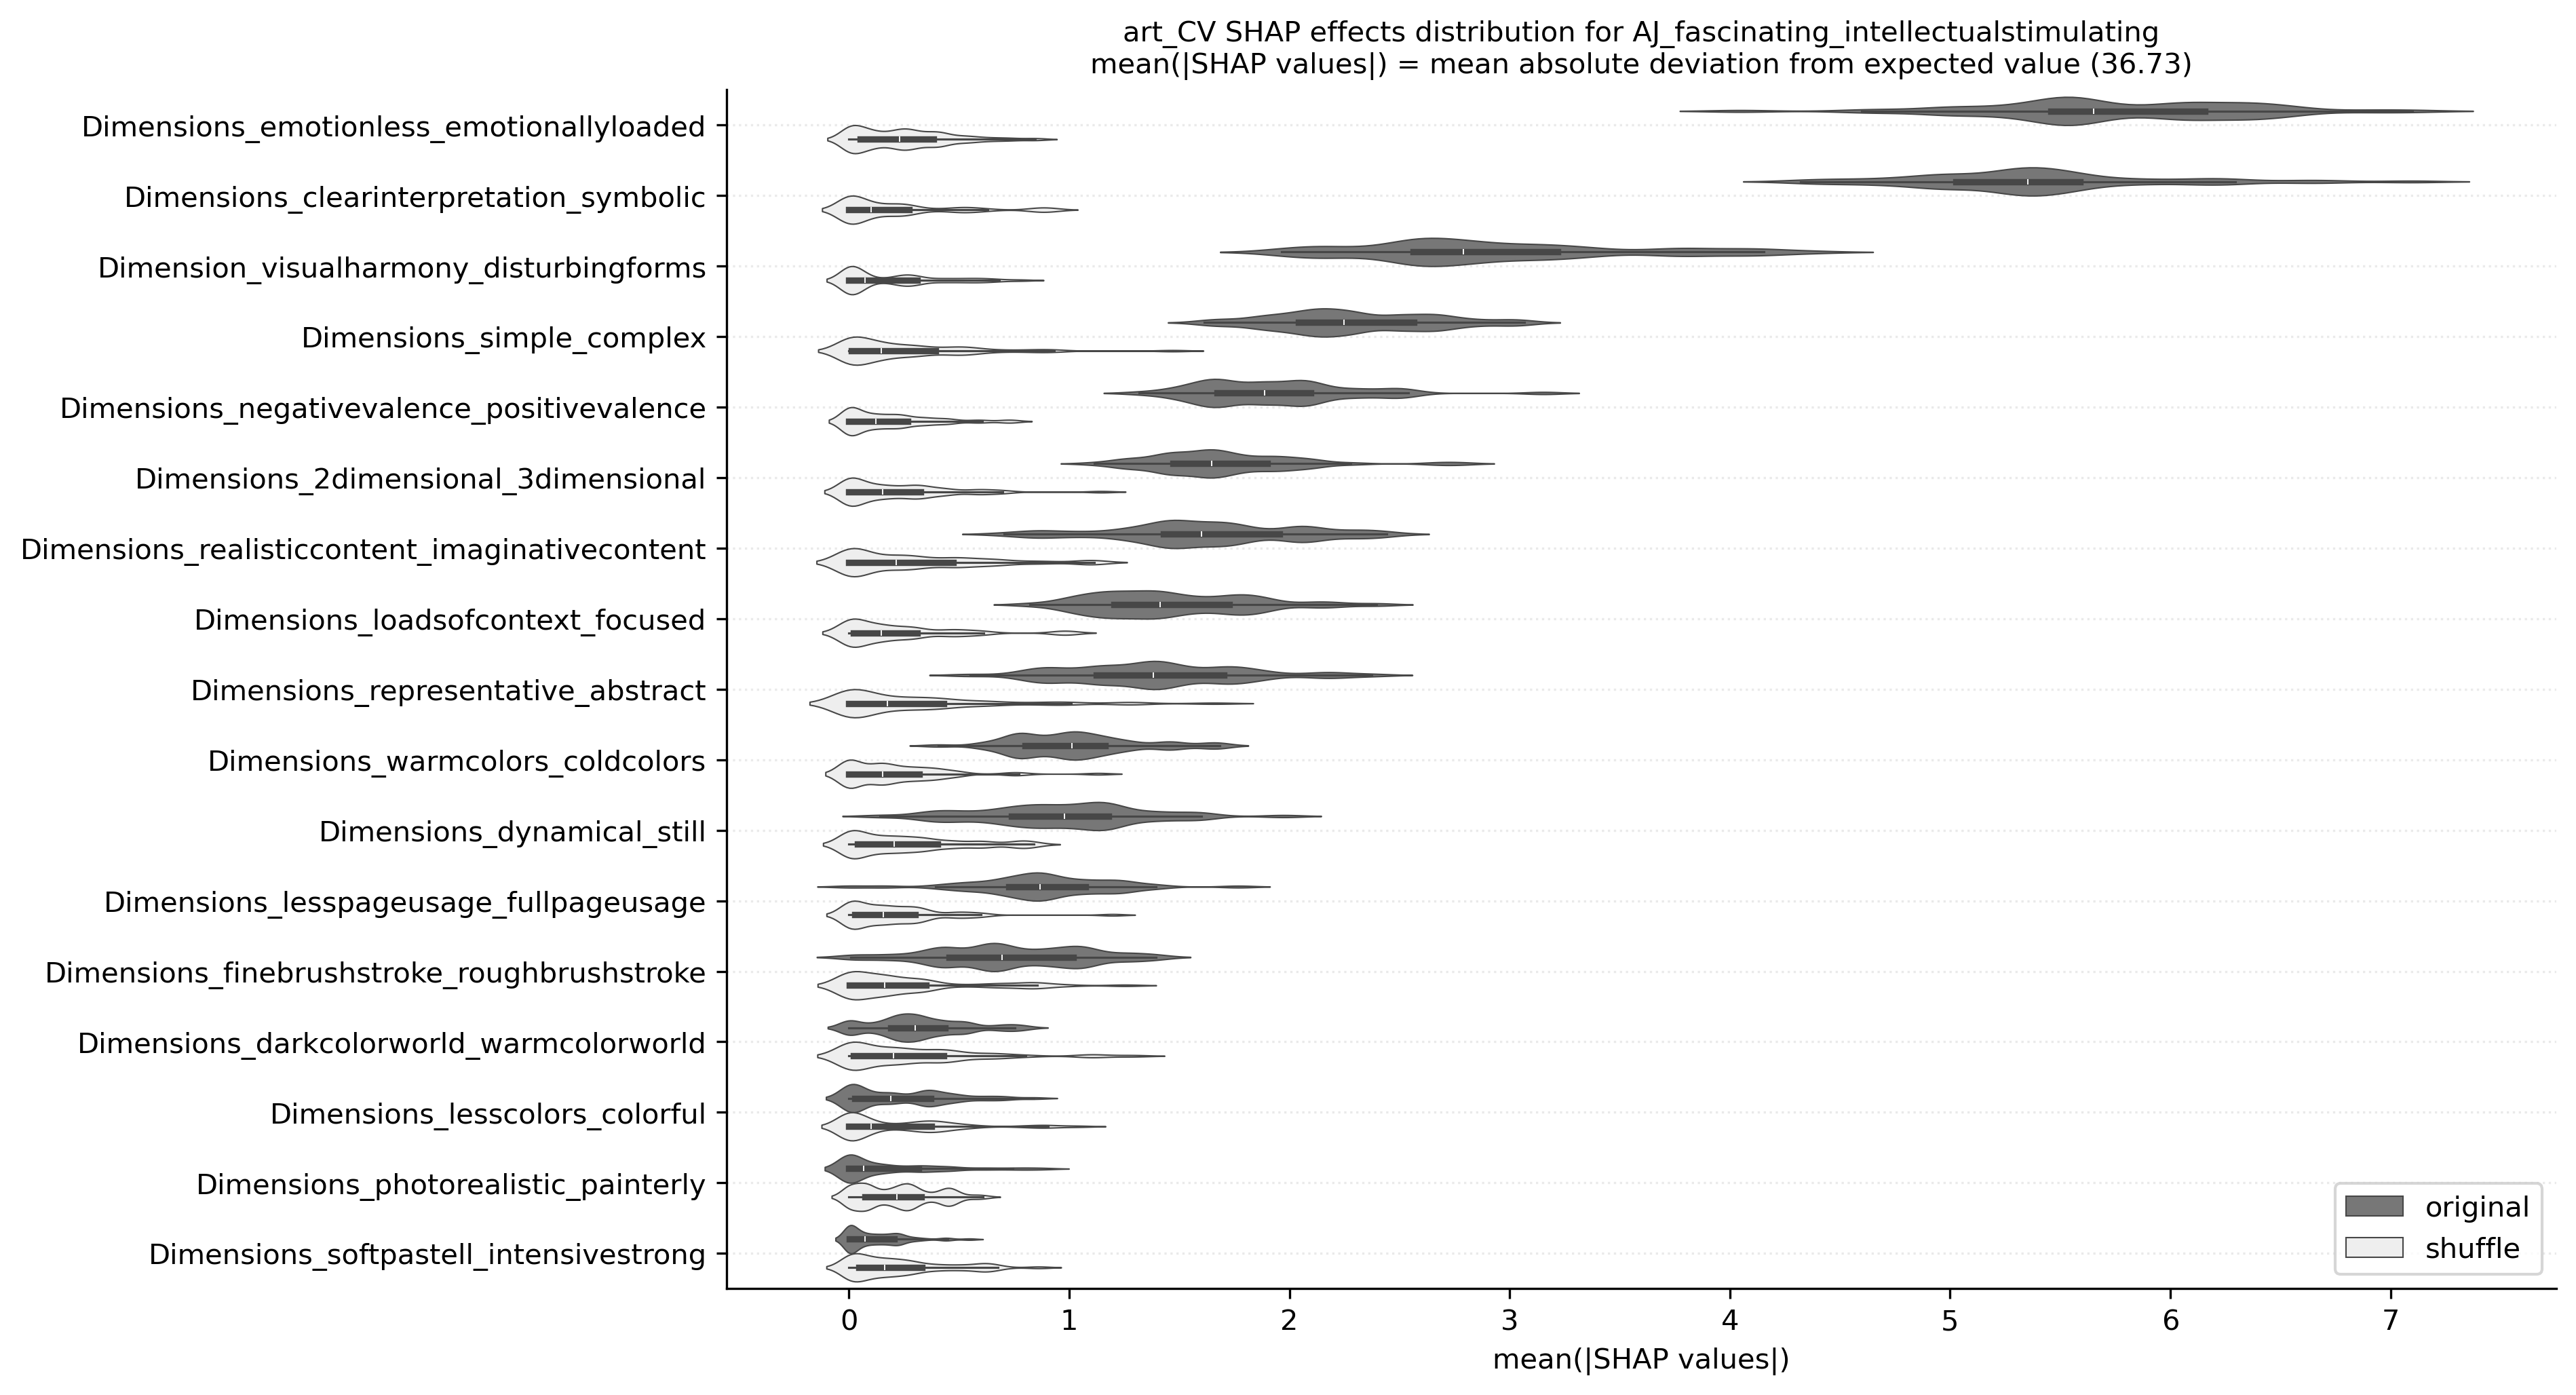 art_CV SHAP effects distribution for AJ_fascinating_intellectualstimulating
mean(|SHAP values|) = mean absolute deviation from expected value (36.73)
Dimensions_emotionless_emotionallyloaded
Dimensions_clearinterpretation_symbolic
Dimension_visualharmony_disturbingforms
Dimensions_simple_complex
Dimensions_negativevalence_positivevalence
Dimensions_2dimensional_3dimensional
Dimensions_realisticcontent_imaginativecontent
Dimensions_loadsofcontext_focused
Dimensions_representative_abstract
Dimensions_warmcolors_coldcolors
Dimensions_dynamical_still
Dimensions_lesspageusage_fullpageusage
Dimensions_finebrushstroke_roughbrushstroke
Dimensions_darkcolorworld_warmcolorworld
Dimensions_lesscolors_colorful
Dimensions_photorealistic_painterly
Dimensions_softpastell_intensivestrong
original
shuffle
0 1 2 3 4 5 6 7
mean(|SHAP values|)